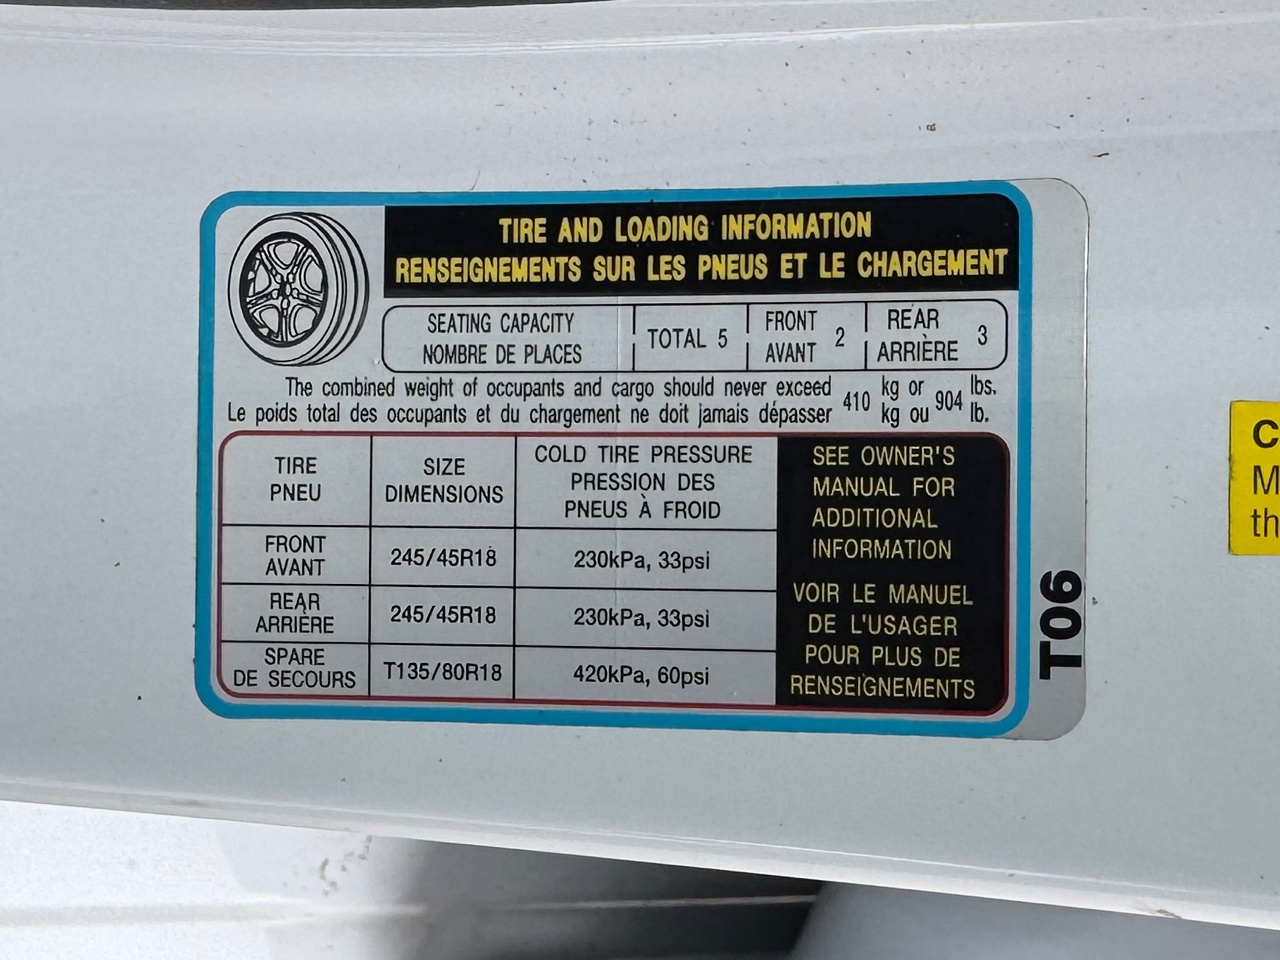 TIRE AND LOADING INFORMATION
RENSEIGNEMENTS SUR LES PNEUS ET LE CHARGEMENT
SEATING CAPACITY
NOMBRE DE PLACES
TOTAL 5
FRONT
AVANT
2
REAR
ARRIÈRE
3
The combined weight of occupants and cargo should never exceed 410 kg or 904 lbs.
Le poids total des occupants et du chargement ne doit jamais dépasser kg ou lb.
TIRE
PNEU
SIZE
DIMENSIONS
COLD TIRE PRESSURE
PRESSION DES
PNEUS À FROID
FRONT
AVANT
245/45R18
230kPa, 33psi
REAR
ARRIÈRE
245/45R18
230kPa, 33psi
SPARE
DE SECOURS
T135/80R18
420kPa, 60psi
SEE OWNER'S
MANUAL FOR
ADDITIONAL
INFORMATION
VOIR LE MANUEL
DE L'USAGER
POUR PLUS DE
RENSEIGNEMENTS
T06
C
M
th